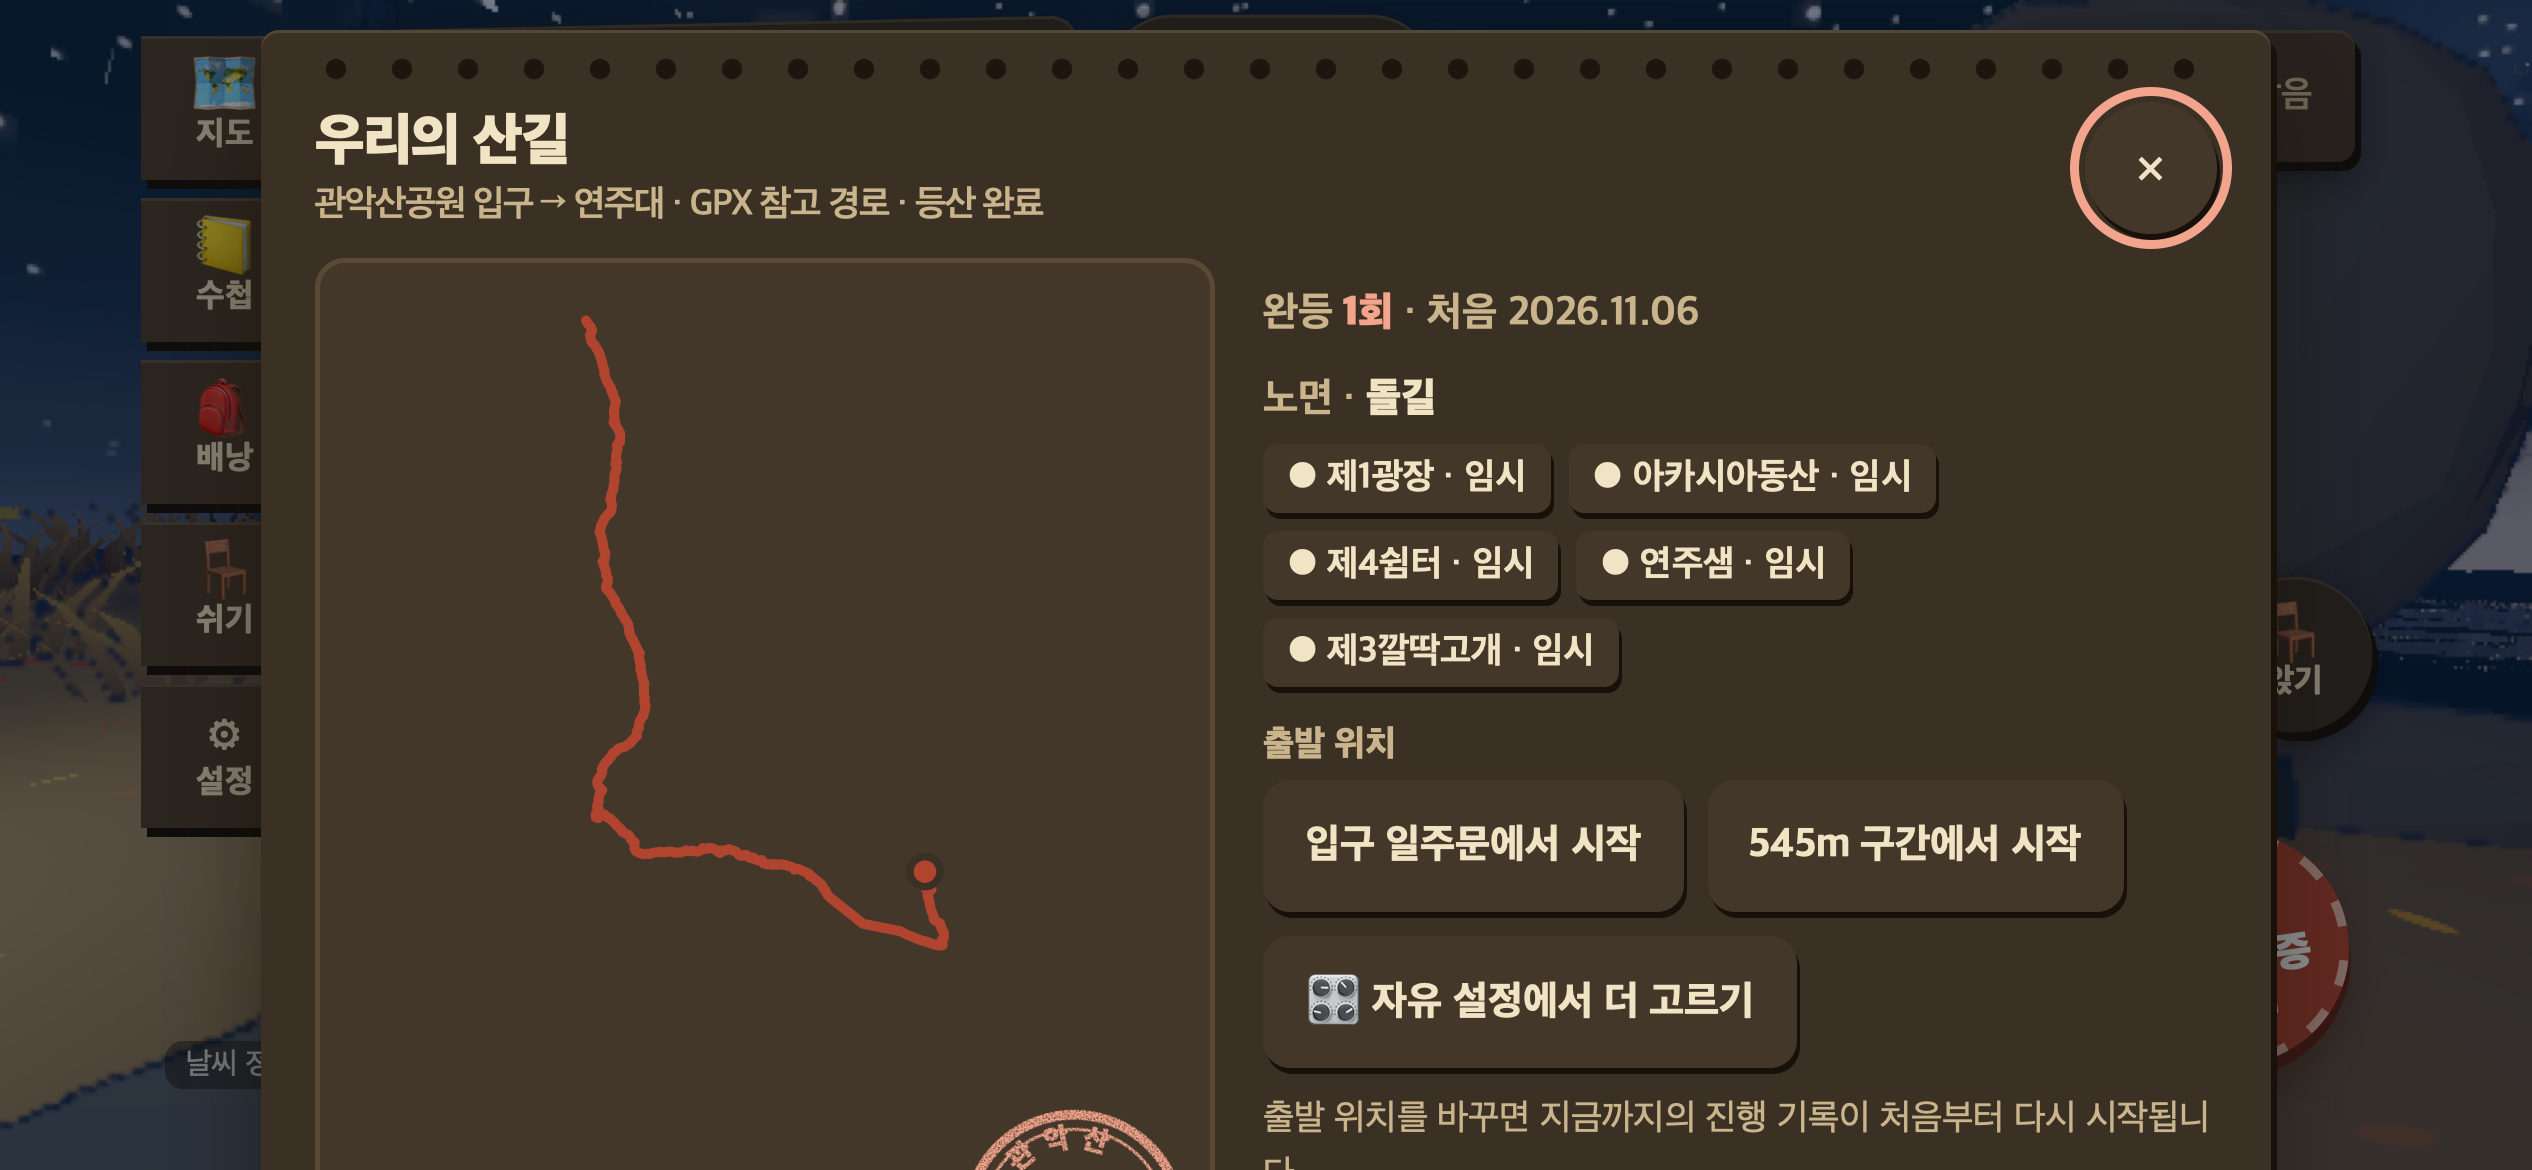 지도
수첩
배낭
쉬기
설정
날씨
우리의 산길
관악산공원 입구 → 연주대 · GPX 참고 경로 · 등산 완료
×
완등 1회 · 처음 2026.11.06
노면 · 돌길
● 제1광장 · 임시
● 아카시아동산 · 임시
● 제4쉼터 · 임시
● 연주샘 · 임시
● 제3깔딱고개 · 임시
출발 위치
입구 일주문에서 시작
545m 구간에서 시작
자유 설정에서 더 고르기
출발 위치를 바꾸면 지금까지의 진행 기록이 처음부터 다시 시작됩니
다
관악산
앉기